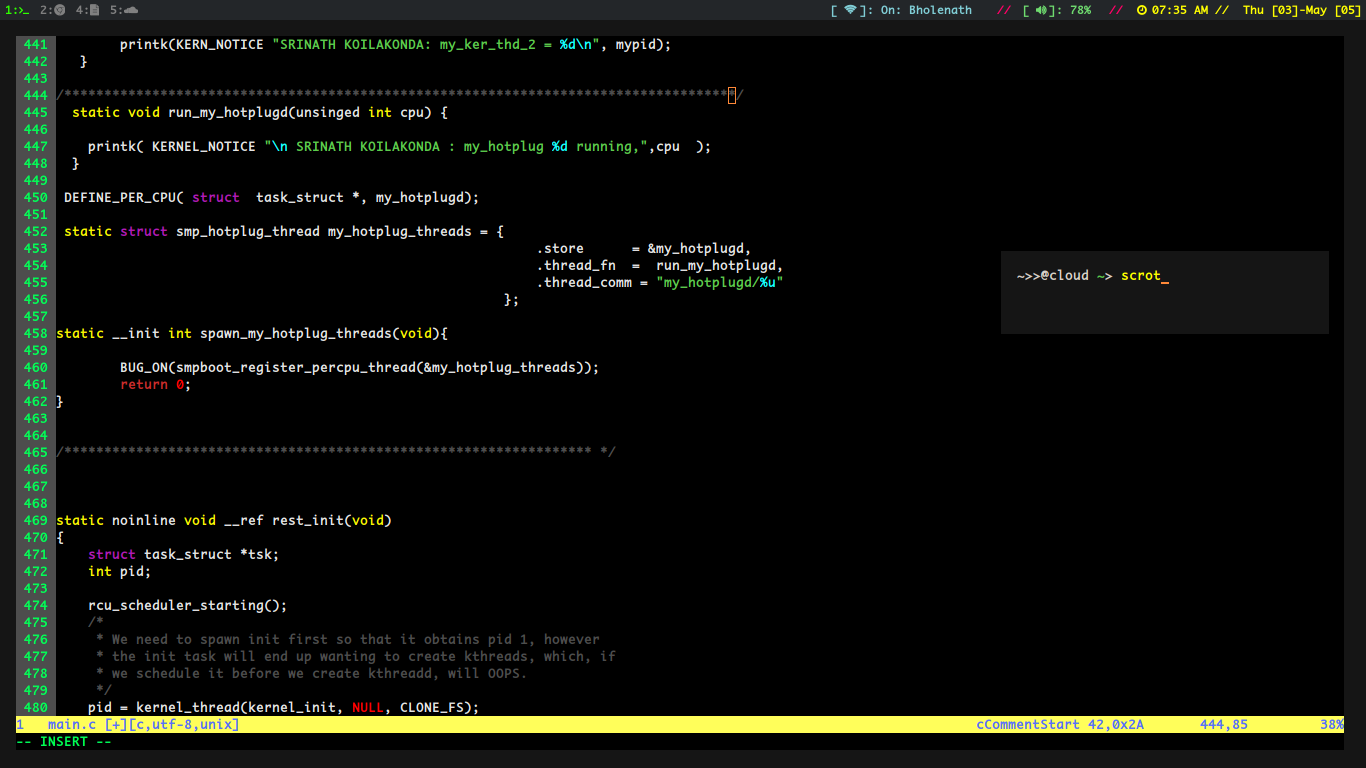 1:>_ 2: 4: 5: [ ]: On: Bholenath // [ ]: 78% // 07:35 AM // Thu [03]-May [05]
441         printk(KERN_NOTICE "SRINATH KOILAKONDA: my_ker_thd_2 = %d\n", mypid);
442    }
443
444 /************************************************************************************/
445   static void run_my_hotplugd(unsinged int cpu) {
446
447     printk( KERNEL_NOTICE "\n SRINATH KOILAKONDA : my_hotplug %d running,",cpu  );
448   }
449
450  DEFINE_PER_CPU( struct  task_struct *, my_hotplugd);
451
452  static struct smp_hotplug_thread my_hotplug_threads = {
453                                                             .store      = &my_hotplugd,
454                                                             .thread_fn  =  run_my_hotplugd,
455                                                             .thread_comm = "my_hotplugd/%u"
456                                                         };
457
458 static __init int spawn_my_hotplug_threads(void){
459
460         BUG_ON(smpboot_register_percpu_thread(&my_hotplug_threads));
461         return 0;
462 }
463
464
465 /****************************************************************** */
466
467
468
469 static noinline void __ref rest_init(void)
470 {
471     struct task_struct *tsk;
472     int pid;
473
474     rcu_scheduler_starting();
475     /*
476      * We need to spawn init first so that it obtains pid 1, however
477      * the init task will end up wanting to create kthreads, which, if
478      * we schedule it before we create kthreadd, will OOPS.
479      */
480     pid = kernel_thread(kernel_init, NULL, CLONE_FS);
1   main.c [+][c,utf-8,unix] cCommentStart 42,0x2A 444,85 38%
-- INSERT --
~>>@cloud ~> scrot_